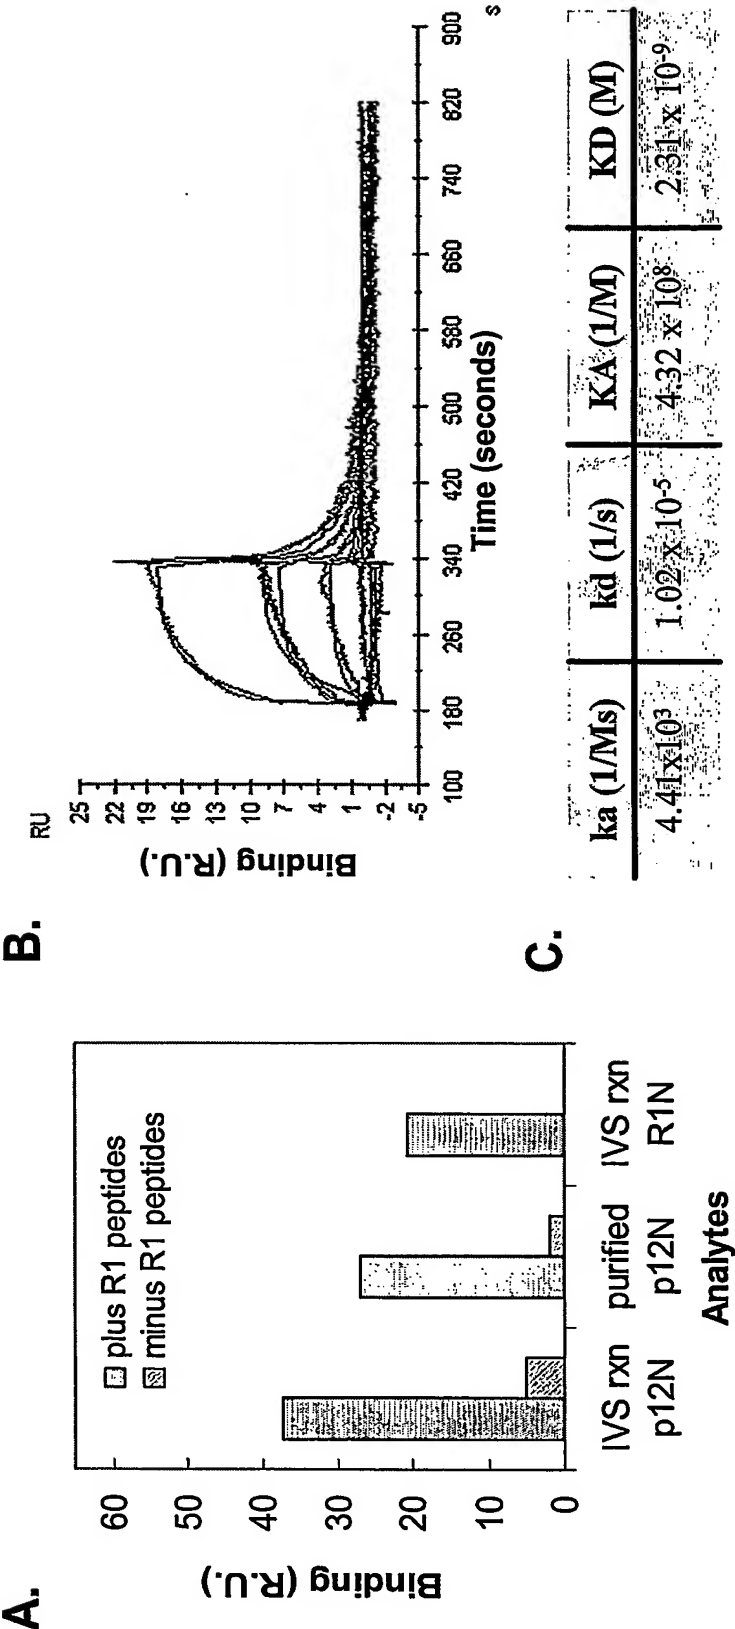 A.
Binding (R.U.)
60
50
40
30
20
10
0
plus R1 peptides
minus R1 peptides
IVS rxn p12N
purified p12N
IVS rxn R1N
Analytes
B.
RU
Binding (R.U.)
25
22
19
16
13
10
7
4
1
-2
-5
100 180 260 340 420 500 580 660 740 820 900
s
Time (seconds)
C.
ka (1/Ms) kd (1/s) KA (1/M) KD (M)
4.41x10³ 1.02 x 10⁻⁵ 4.32 x 10⁸ 2.31 x 10⁻⁹